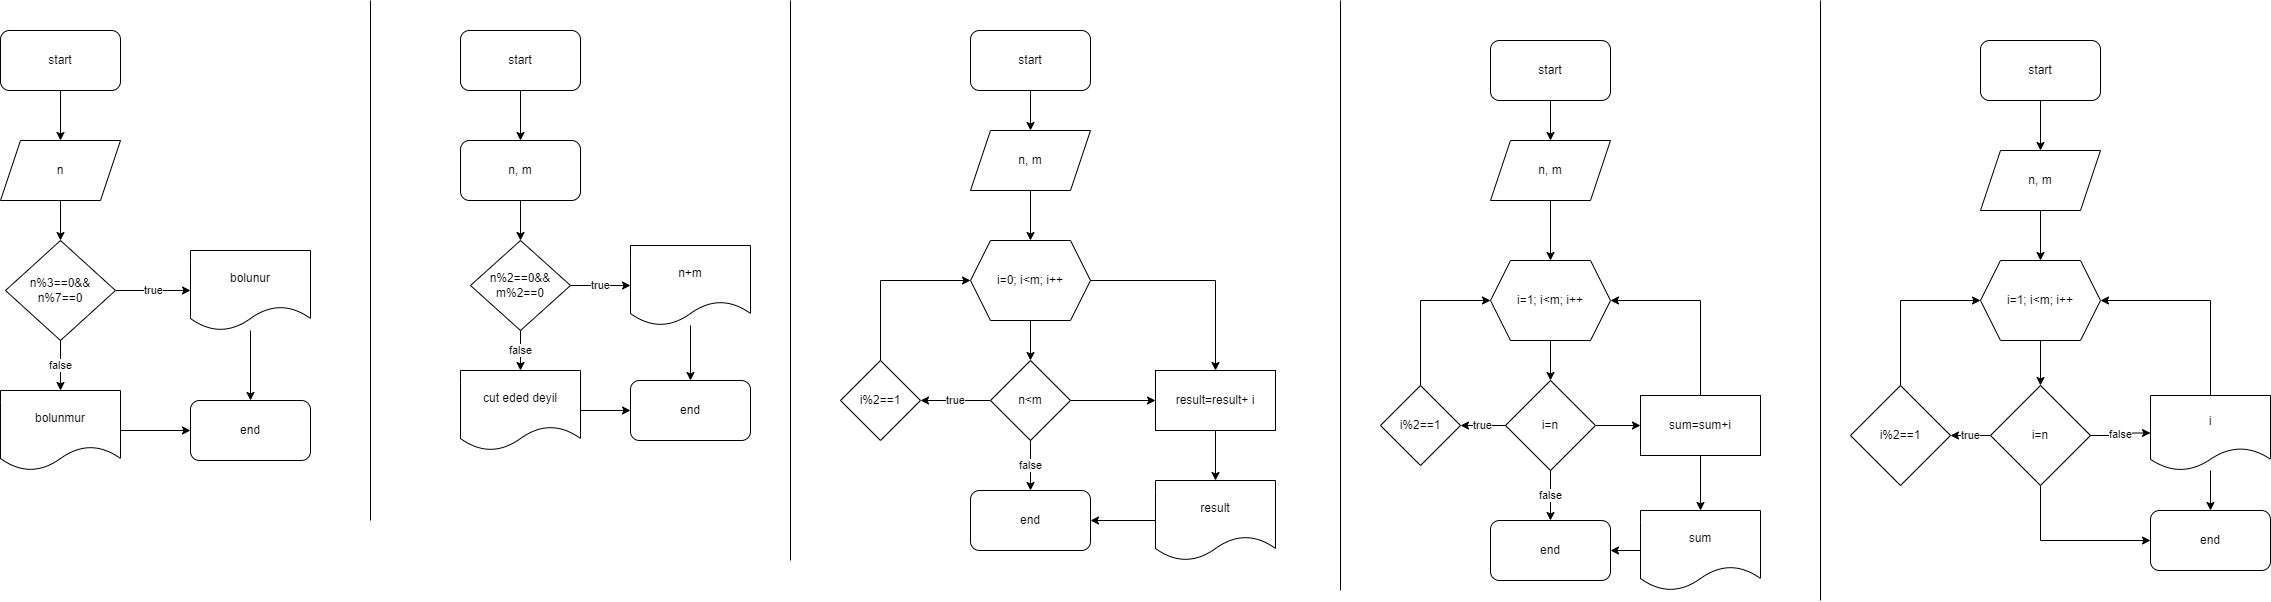 start
n
n%3==0&&
n%7==0
true
bolunur
false
bolunmur
end
start
n, m
n%2==0&&
m%2==0
true
n+m
false
cut eded deyil
end
start
n, m
i=0; i<m; i++
i%2==1
true
n<m
result=result+ i
false
end
result
start
n, m
i=1; i<m; i++
i%2==1
true
i=n
sum=sum+i
false
end
sum
start
n, m
i=1; i<m; i++
i%2==1
true
i=n
false
i
end